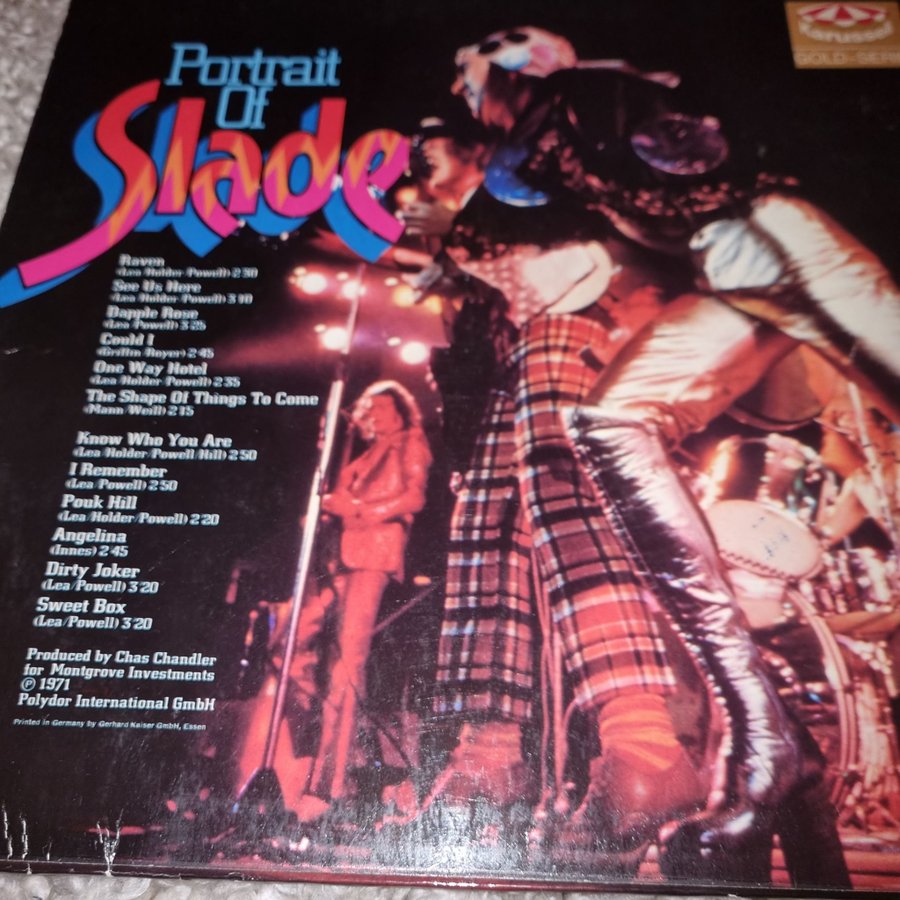 Portrait
Of
Slade
Karussell
GOLD-SERI
Raven
(Lea/Holder/Powell) 2:30
See Us Here
(Lea/Holder/Powell) 3:10
Dapple Rose
(Lea/Powell) 3:25
Could I
(Griffin/Royer) 2:45
One Way Hotel
(Lea/Holder/Powell) 2:35
The Shape Of Things To Come
(Mann/Weill) 2:15
Know Who You Are
(Lea/Holder/Powell/Hill) 2:50
I Remember
(Lea/Powell) 2:50
Pouk Hill
(Lea/Holder/Powell) 2:20
Angelina
(Innes) 2:45
Dirty Joker
(Lea/Powell) 3:20
Sweet Box
(Lea/Powell) 3:20
Produced by Chas Chandler
for Montgrove Investments
℗ 1971
Polydor International GmbH
Printed in Germany by Gerhard Kaiser GmbH, Essen